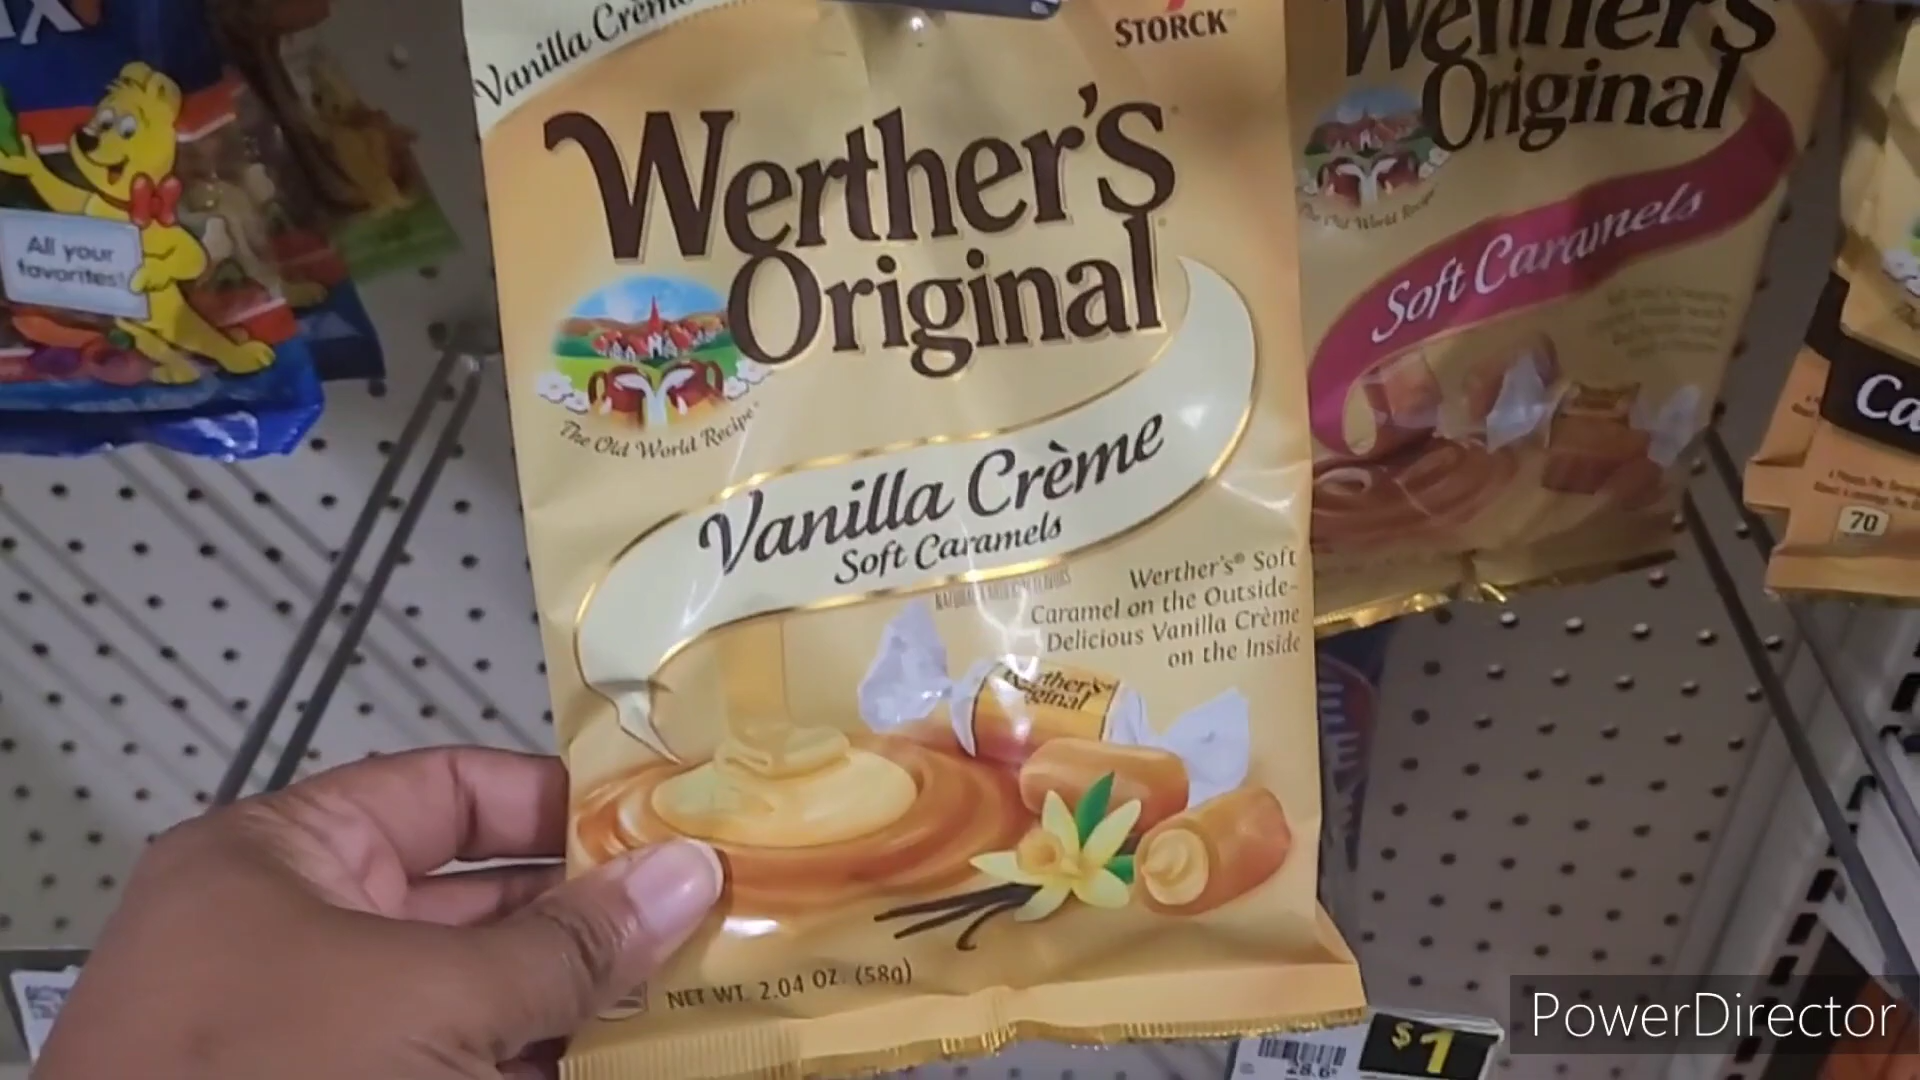 Vanilla Crème
STORCK
Werther's
Original
The Old World Recipe
Vanilla Crème
Soft Caramels
Werther's® Soft
Caramel on the Outside-
Delicious Vanilla Crème
on the Inside
Werther's
Original
NET WT. 2.04 OZ. (58g)
All your
favorites!
Werther's
Original
The Old World Recipe
Soft Caramels
Ca
70
$1
PowerDirector